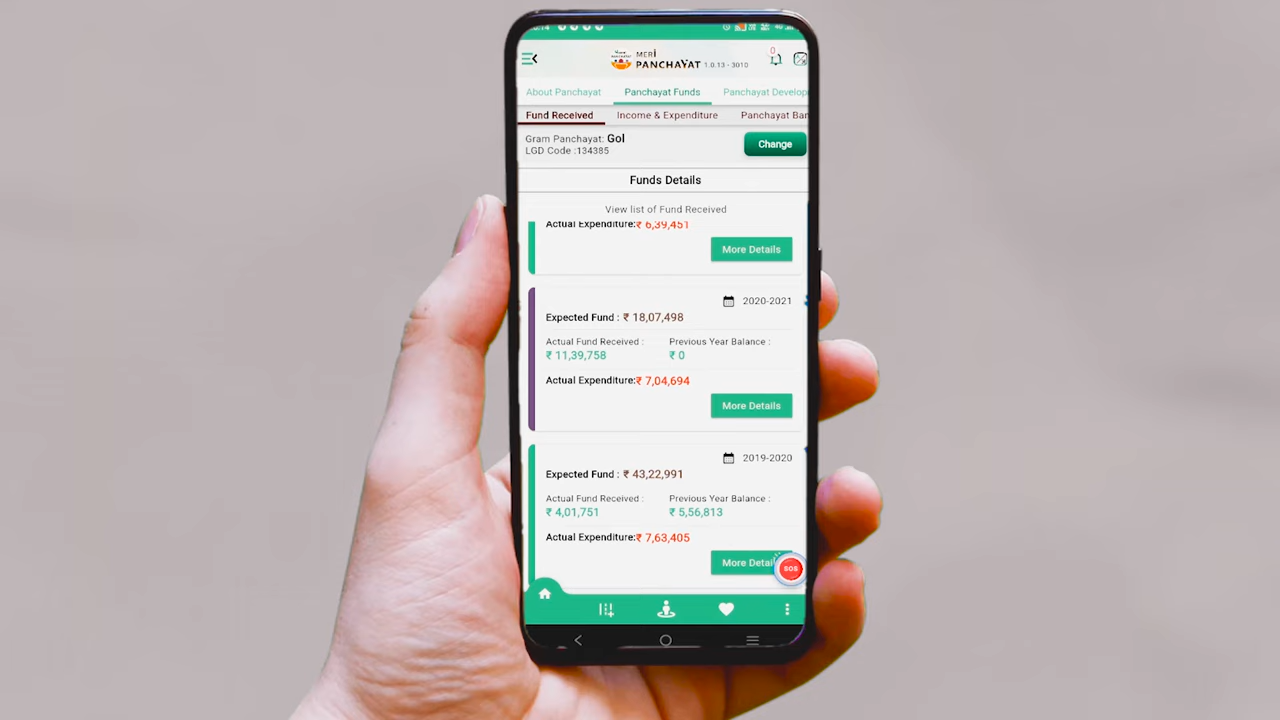 MERI
PANCHAYAT 1.0.13 - 3010
0
About Panchayat Panchayat Funds Panchayat Develop
Fund Received Income & Expenditure Panchayat Ban
Gram Panchayat: Gol
LGD Code :134385
Change
Funds Details
View list of Fund Received
Actual Expenditure:₹ 6,39,451
More Details
2020-2021
Expected Fund : ₹ 18,07,498
Actual Fund Received : Previous Year Balance :
₹ 11,39,758 ₹ 0
Actual Expenditure:₹ 7,04,694
More Details
2019-2020
Expected Fund : ₹ 43,22,991
Actual Fund Received : Previous Year Balance :
₹ 4,01,751 ₹ 5,56,813
Actual Expenditure:₹ 7,63,405
More Detai
SOS